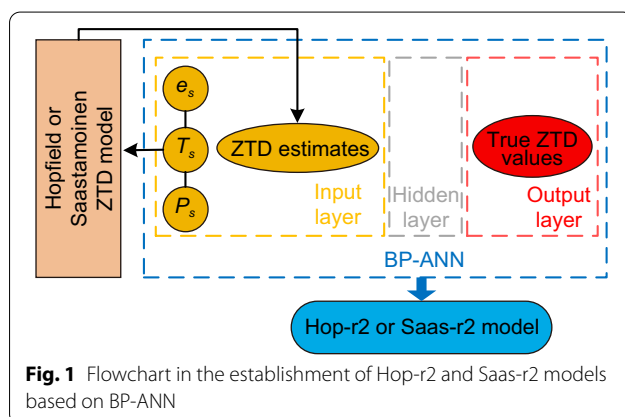 Hopfield or
Saastamoinen
ZTD model
e_s
T_s
P_s
ZTD estimates
Input
layer
Hidden
layer
True ZTD
values
Output
layer
BP-ANN
Hop-r2 or Saas-r2 model
Fig. 1 Flowchart in the establishment of Hop-r2 and Saas-r2 models
based on BP-ANN